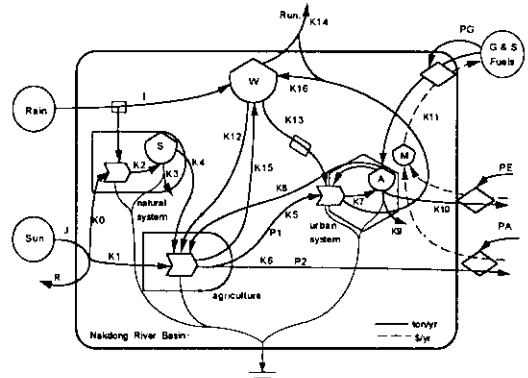 Run.
K14
PG
G & S
Fuels
I
W
K16
Rain
K11
K13
K2
S
K3
K4
K12
K15
M
K8
A
PE
natural
system
K0
K7
K10
P1
K5
urban
system
K9
Sun
J
K1
K6
P2
PA
R
agriculture
Nakdong River Basin
ton/yr
$/yr